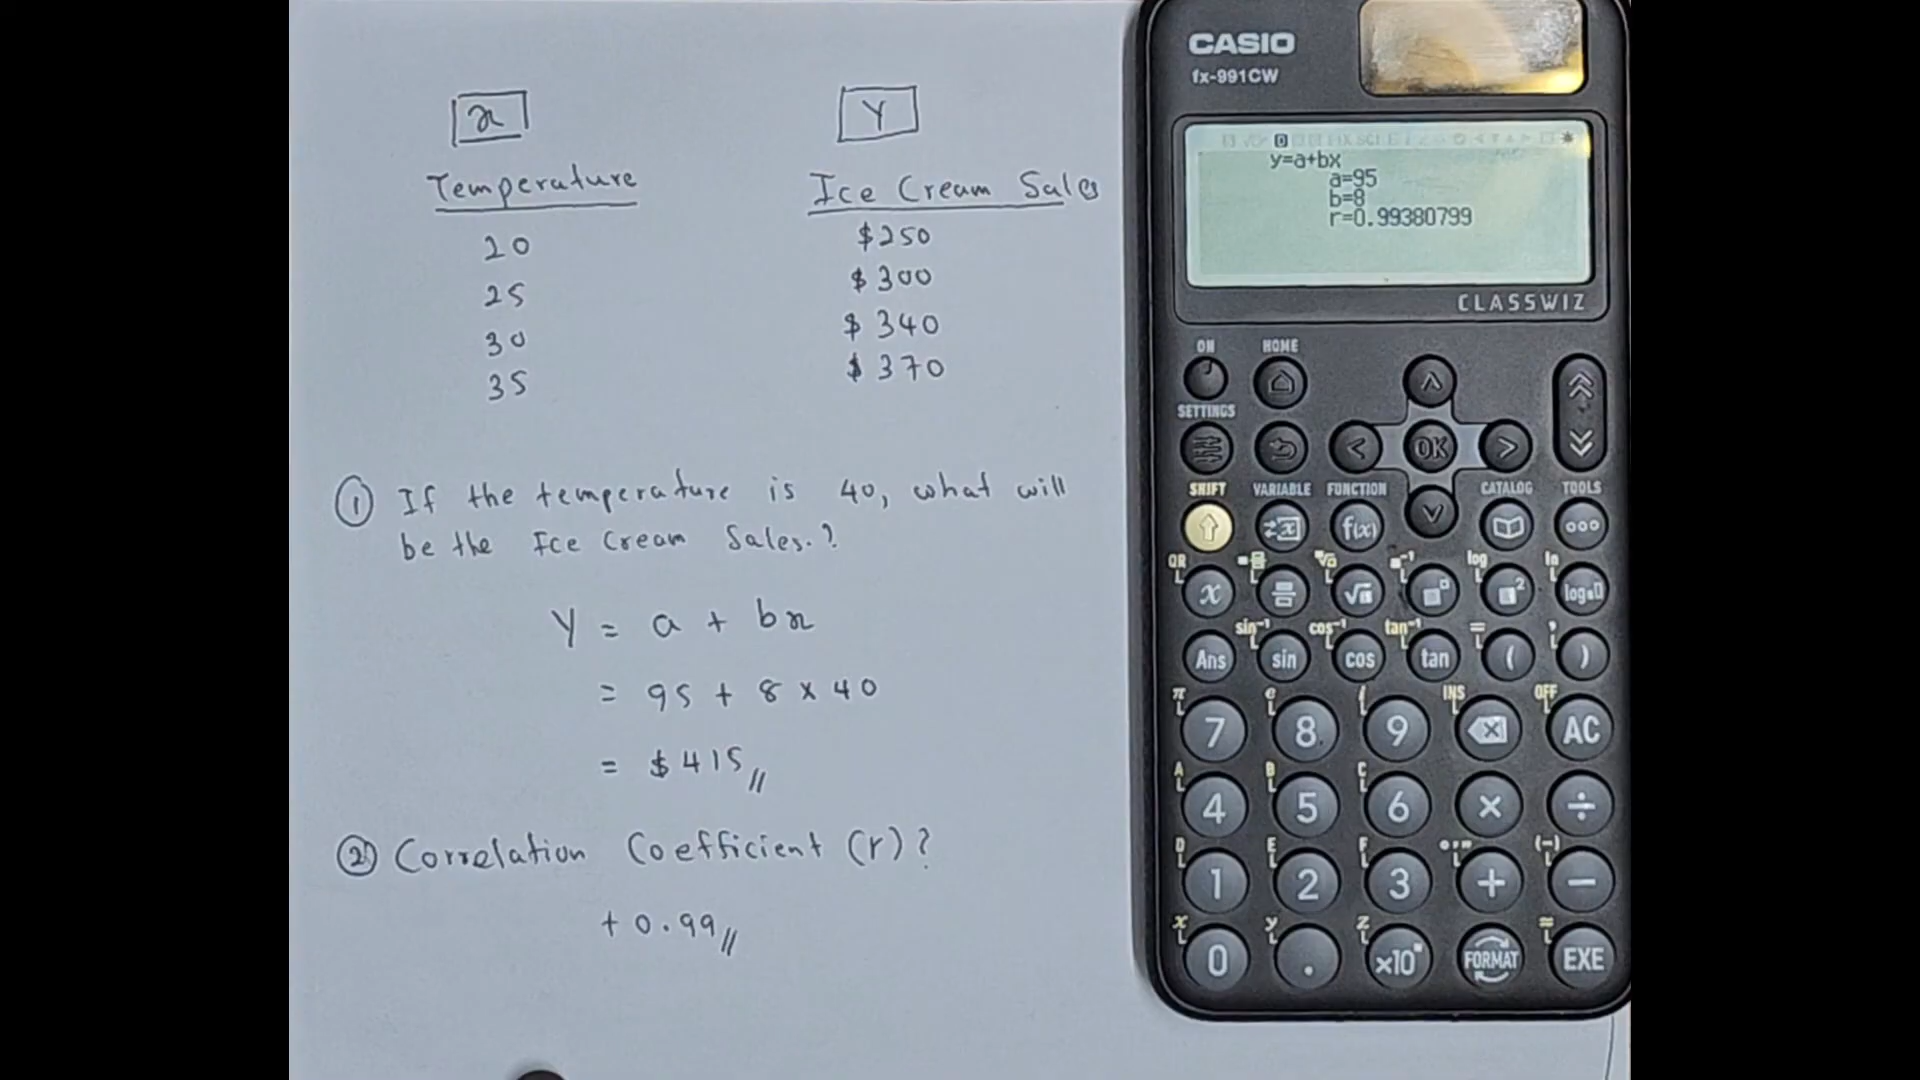 x Y
Temperature Ice Cream Sales
20 $250
25 $300
30 $340
35 $370
① If the temperature is 40, what will
be the Ice Cream Sales.?
Y = a + bx
= 95 + 8 x 40
= $415//
② Correlation Coefficient (r)?
+0.99//
CASIO
fx-991CW
y=a+bx
a=95
b=8
r=0.99380799
CLASSWIZ
ON HOME
SETTINGS
OK
SHIFT VARIABLE FUNCTION CATALOG TOOLS
x f(x)
QR log ln
x log
sin⁻¹ cos⁻¹ tan⁻¹ = ,
Ans sin cos tan ( )
π e i INS OFF
7 8 9 AC
A B C
4 5 6 × ÷
D E F (−)
1 2 3 + −
x y z ≈
0 . ×10 FORMAT EXE